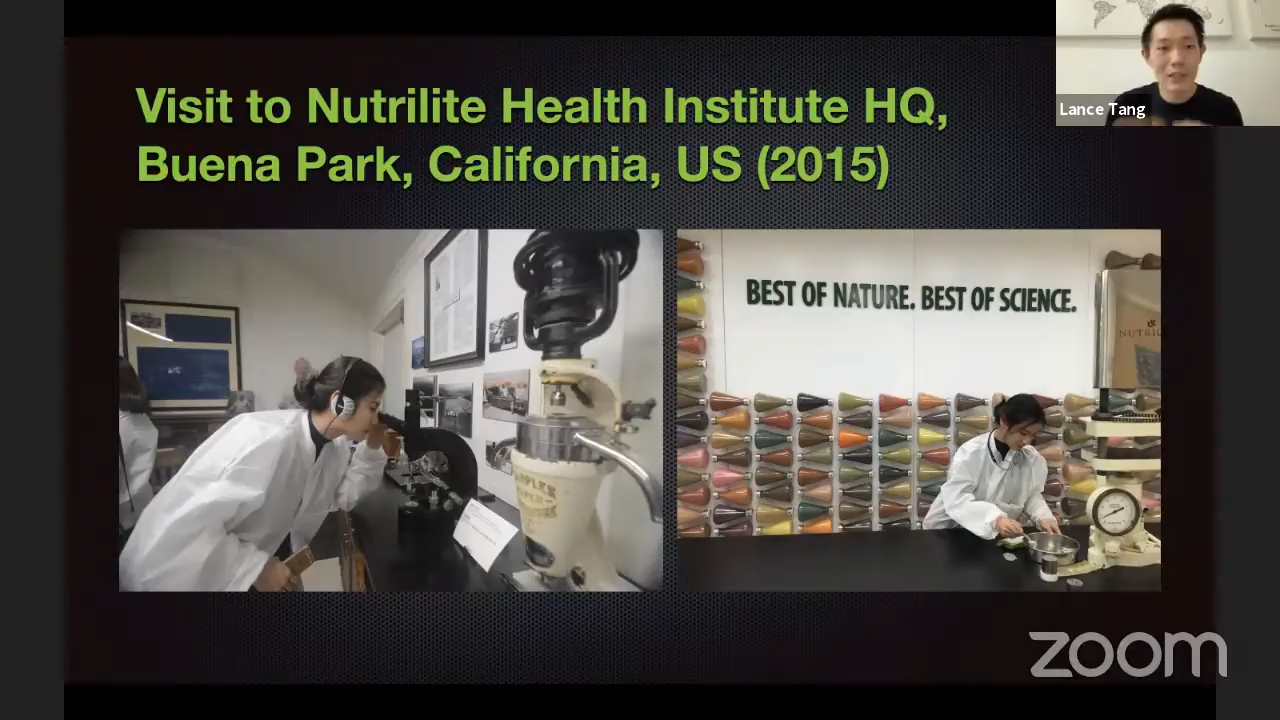 Visit to Nutrilite Health Institute HQ,
Buena Park, California, US (2015)
Lance Tang
BEST OF NATURE. BEST OF SCIENCE.
zoom